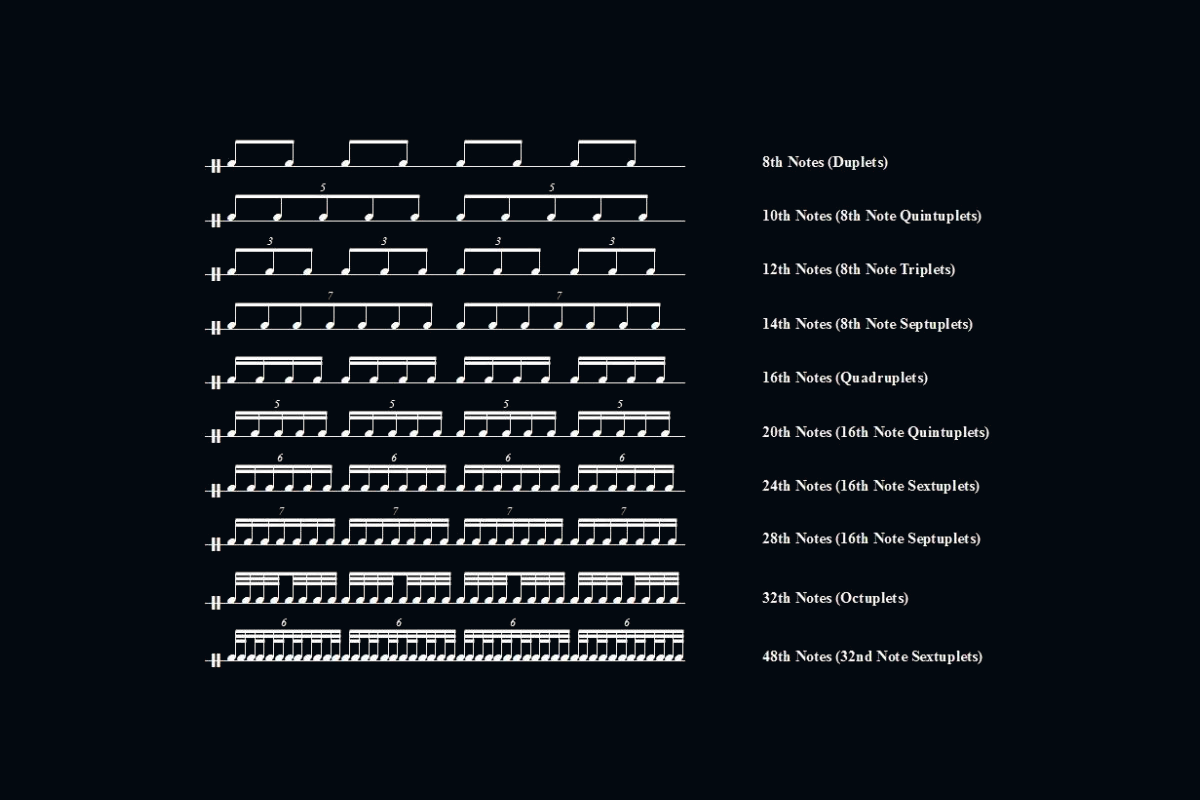 8th Notes (Duplets)
5 5
10th Notes (8th Note Quintuplets)
3 3 3 3
12th Notes (8th Note Triplets)
7 7
14th Notes (8th Note Septuplets)
16th Notes (Quadruplets)
5 5 5 5
20th Notes (16th Note Quintuplets)
6 6 6 6
24th Notes (16th Note Sextuplets)
7 7 7 7
28th Notes (16th Note Septuplets)
32th Notes (Octuplets)
6 6 6 6
48th Notes (32nd Note Sextuplets)